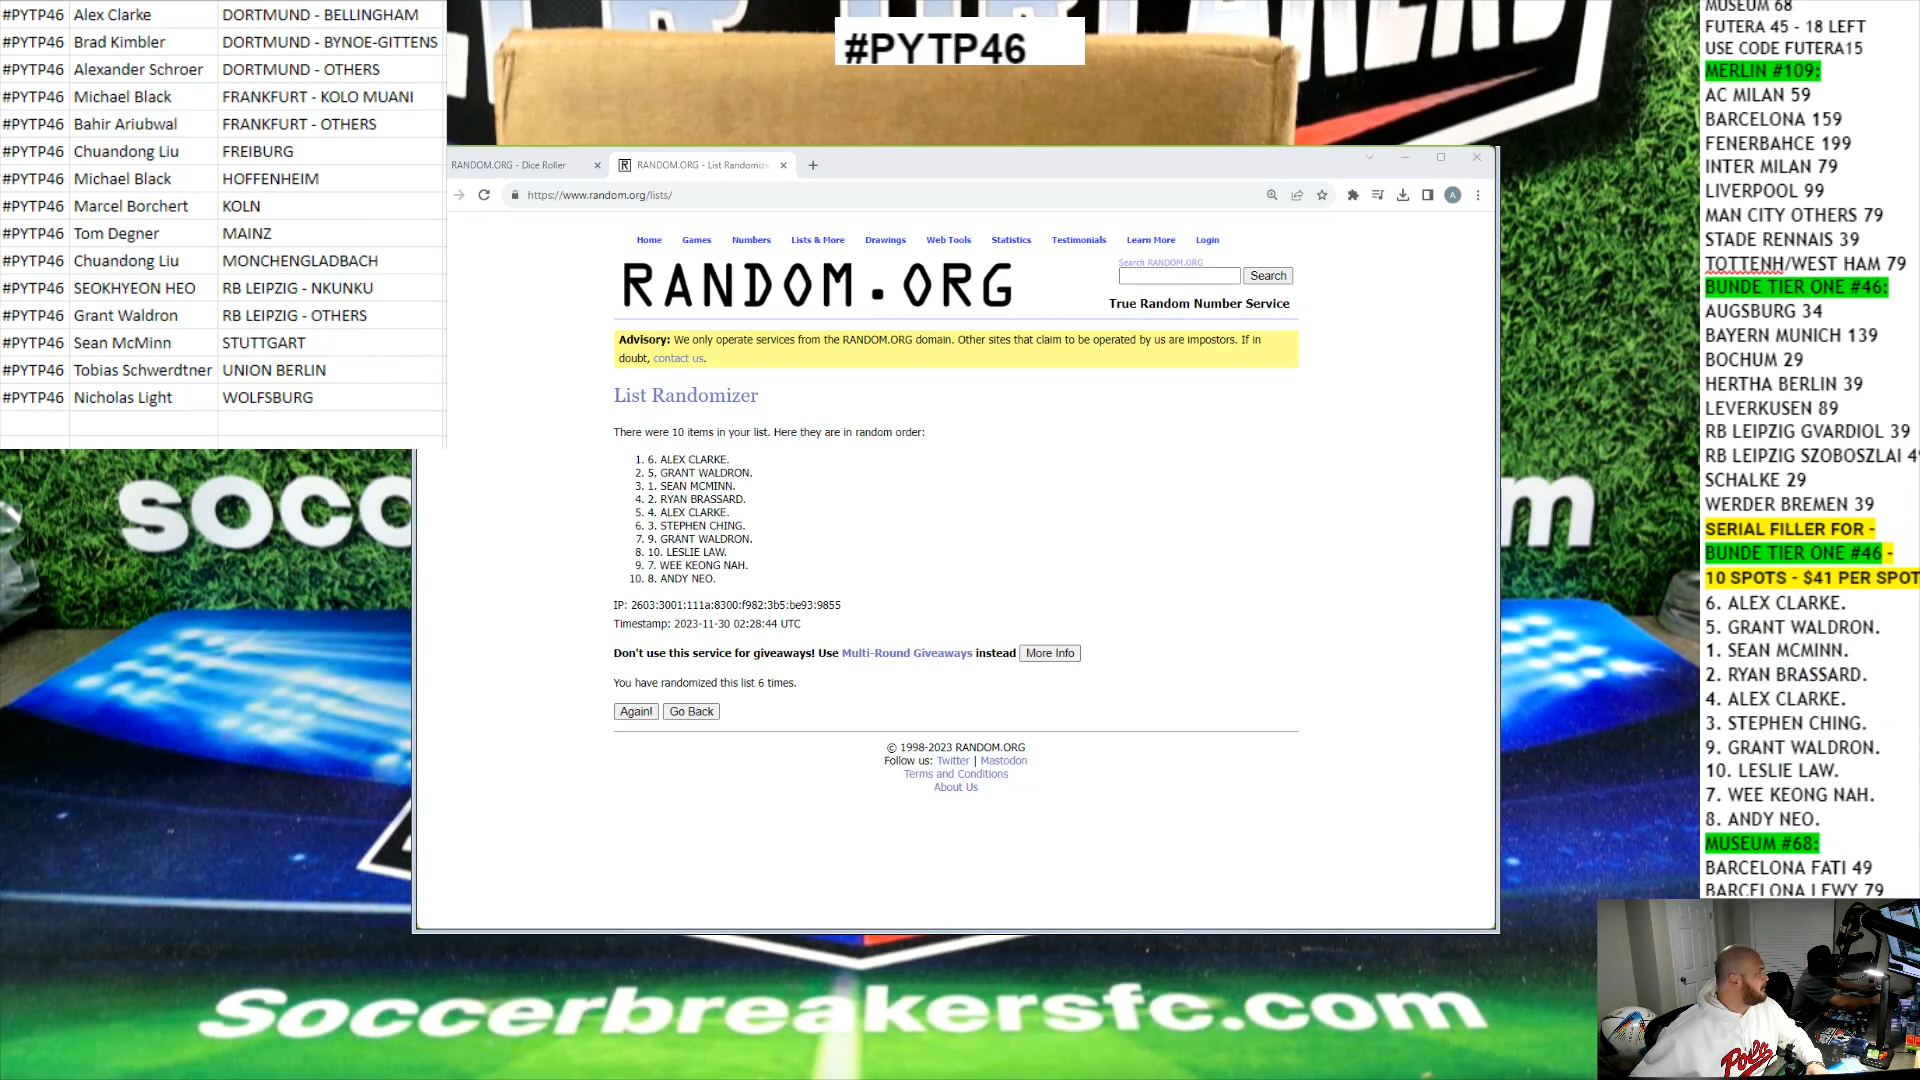 #PYTP46 Alex Clarke DORTMUND - BELLINGHAM
#PYTP46 Brad Kimbler DORTMUND - BYNOE-GITTENS
#PYTP46 Alexander Schroer DORTMUND - OTHERS
#PYTP46 Michael Black FRANKFURT - KOLO MUANI
#PYTP46 Bahir Ariubwal FRANKFURT - OTHERS
#PYTP46 Chuandong Liu FREIBURG
#PYTP46 Michael Black HOFFENHEIM
#PYTP46 Marcel Borchert KOLN
#PYTP46 Tom Degner MAINZ
#PYTP46 Chuandong Liu MONCHENGLADBACH
#PYTP46 SEOKHYEON HEO RB LEIPZIG - NKUNKU
#PYTP46 Grant Waldron RB LEIPZIG - OTHERS
#PYTP46 Sean McMinn STUTTGART
#PYTP46 Tobias Schwerdtner UNION BERLIN
#PYTP46 Nicholas Light WOLFSBURG
#PYTP46
RANDOM.ORG - Dice Roller
RANDOM.ORG - List Randomize
https://www.random.org/lists/
A
Home Games Numbers Lists & More Drawings Web Tools Statistics Testimonials Learn More Login
RANDOM.ORG
Search RANDOM.ORG
Search
True Random Number Service
Advisory: We only operate services from the RANDOM.ORG domain. Other sites that claim to be operated by us are impostors. If in
doubt, contact us.
List Randomizer
There were 10 items in your list. Here they are in random order:
1. 6. ALEX CLARKE.
2. 5. GRANT WALDRON.
3. 1. SEAN MCMINN.
4. 2. RYAN BRASSARD.
5. 4. ALEX CLARKE.
6. 3. STEPHEN CHING.
7. 9. GRANT WALDRON.
8. 10. LESLIE LAW.
9. 7. WEE KEONG NAH.
10. 8. ANDY NEO.
IP: 2603:3001:111a:8300:f982:3b5:be93:9855
Timestamp: 2023-11-30 02:28:44 UTC
Don't use this service for giveaways! Use Multi-Round Giveaways instead More Info
You have randomized this list 6 times.
Again! Go Back
© 1998-2023 RANDOM.ORG
Follow us: Twitter | Mastodon
Terms and Conditions
About Us
MUSEUM 68
FUTERA 45 - 18 LEFT
USE CODE FUTERA15
MERLIN #109:
AC MILAN 59
BARCELONA 159
FENERBAHCE 199
INTER MILAN 79
LIVERPOOL 99
MAN CITY OTHERS 79
STADE RENNAIS 39
TOTTENH/WEST HAM 79
BUNDE TIER ONE #46:
AUGSBURG 34
BAYERN MUNICH 139
BOCHUM 29
HERTHA BERLIN 39
LEVERKUSEN 89
RB LEIPZIG GVARDIOL 39
RB LEIPZIG SZOBOSZLAI 49
SCHALKE 29
WERDER BREMEN 39
SERIAL FILLER FOR -
BUNDE TIER ONE #46 -
10 SPOTS - $41 PER SPOT
6. ALEX CLARKE.
5. GRANT WALDRON.
1. SEAN MCMINN.
2. RYAN BRASSARD.
4. ALEX CLARKE.
3. STEPHEN CHING.
9. GRANT WALDRON.
10. LESLIE LAW.
7. WEE KEONG NAH.
8. ANDY NEO.
MUSEUM #68:
BARCELONA FATI 49
BARCELONA LEWY 79
Soccerbreakersfc.com